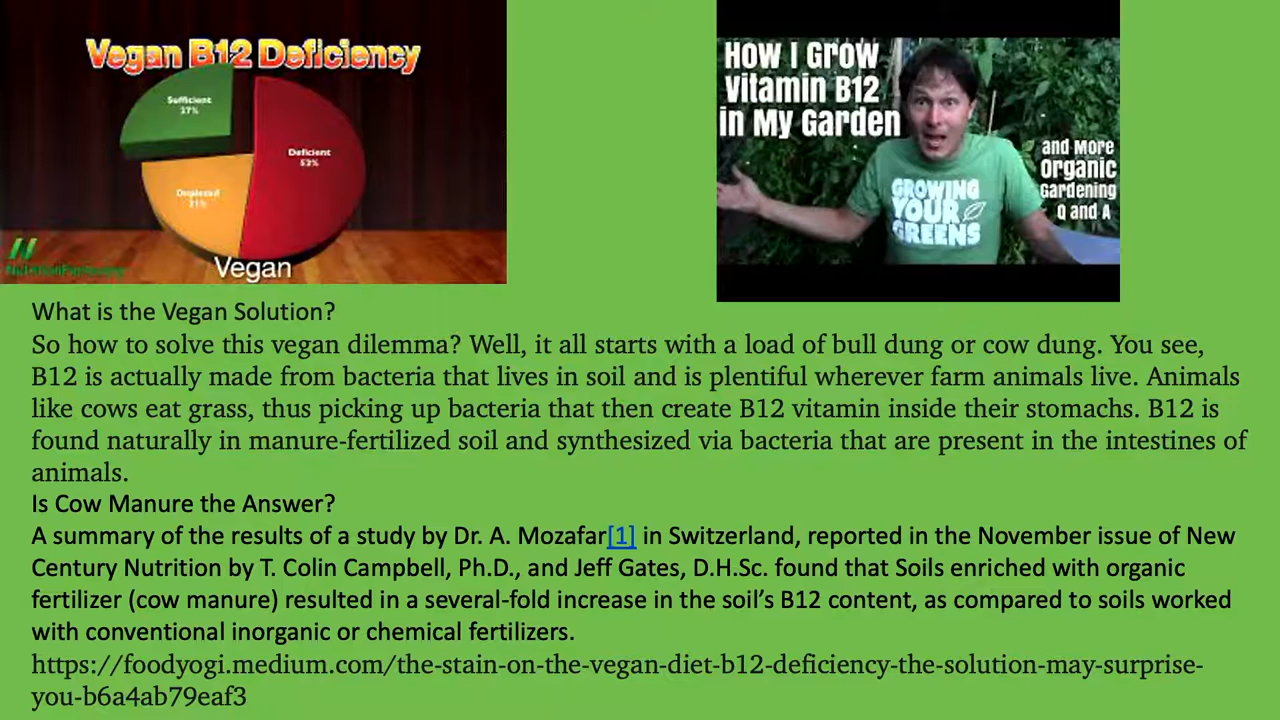 Vegan B12 Deficiency
Sufficient
27%
Deficient
52%
Depleted
21%
Vegan
How I Grow
Vitamin B12
in My Garden
and More
Organic
Gardening
Q and A
GROWING
YOUR
GREENS
What is the Vegan Solution?
So how to solve this vegan dilemma? Well, it all starts with a load of bull dung or cow dung. You see,
B12 is actually made from bacteria that lives in soil and is plentiful wherever farm animals live. Animals
like cows eat grass, thus picking up bacteria that then create B12 vitamin inside their stomachs. B12 is
found naturally in manure-fertilized soil and synthesized via bacteria that are present in the intestines of
animals.
Is Cow Manure the Answer?
A summary of the results of a study by Dr. A. Mozafar[1] in Switzerland, reported in the November issue of New
Century Nutrition by T. Colin Campbell, Ph.D., and Jeff Gates, D.H.Sc. found that Soils enriched with organic
fertilizer (cow manure) resulted in a several-fold increase in the soil’s B12 content, as compared to soils worked
with conventional inorganic or chemical fertilizers.
https://foodyogi.medium.com/the-stain-on-the-vegan-diet-b12-deficiency-the-solution-may-surprise-
you-b6a4ab79eaf3